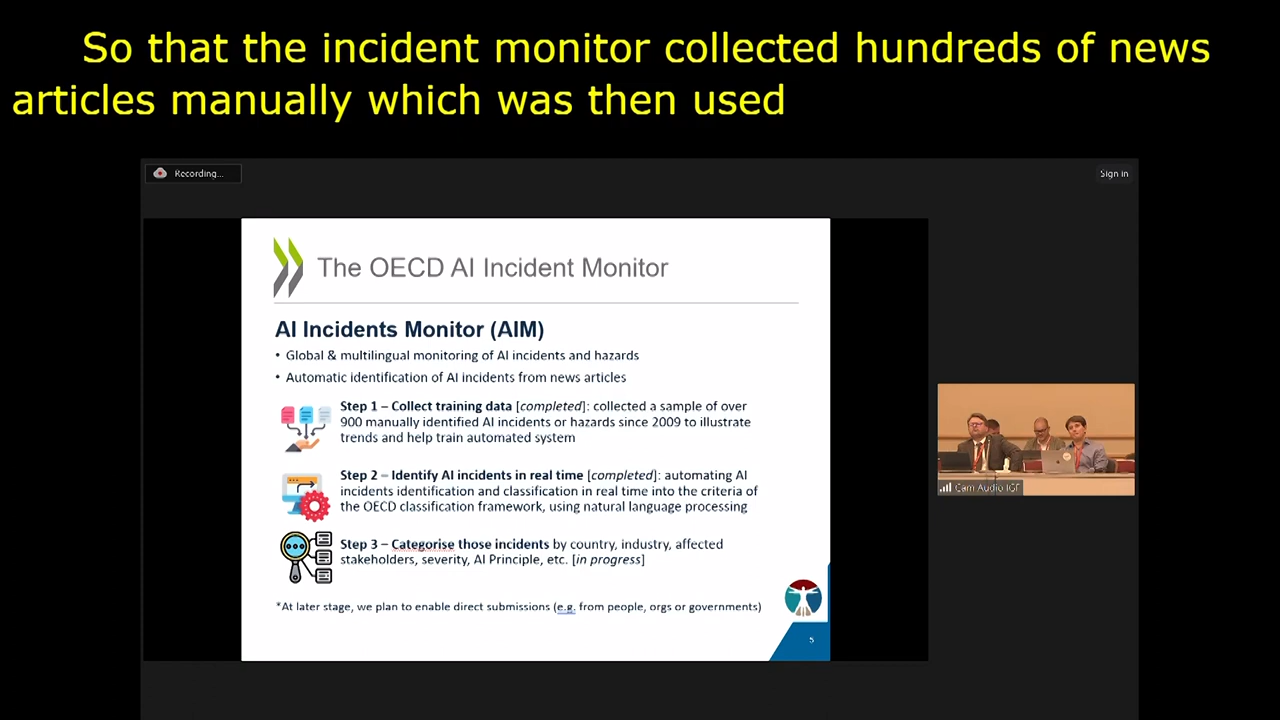 So that the incident monitor collected hundreds of news
articles manually which was then used
Recording...
Sign in
The OECD AI Incident Monitor
AI Incidents Monitor (AIM)
• Global & multilingual monitoring of AI incidents and hazards
• Automatic identification of AI incidents from news articles
Step 1 – Collect training data [completed]: collected a sample of over
900 manually identified AI incidents or hazards since 2009 to illustrate
trends and help train automated system
Step 2 – Identify AI incidents in real time [completed]: automating AI
incidents identification and classification in real time into the criteria of
the OECD classification framework, using natural language processing
Step 3 – Categorise those incidents by country, industry, affected
stakeholders, severity, AI Principle, etc. [in progress]
*At later stage, we plan to enable direct submissions (e.g. from people, orgs or governments)
5
Cam Audio IGF